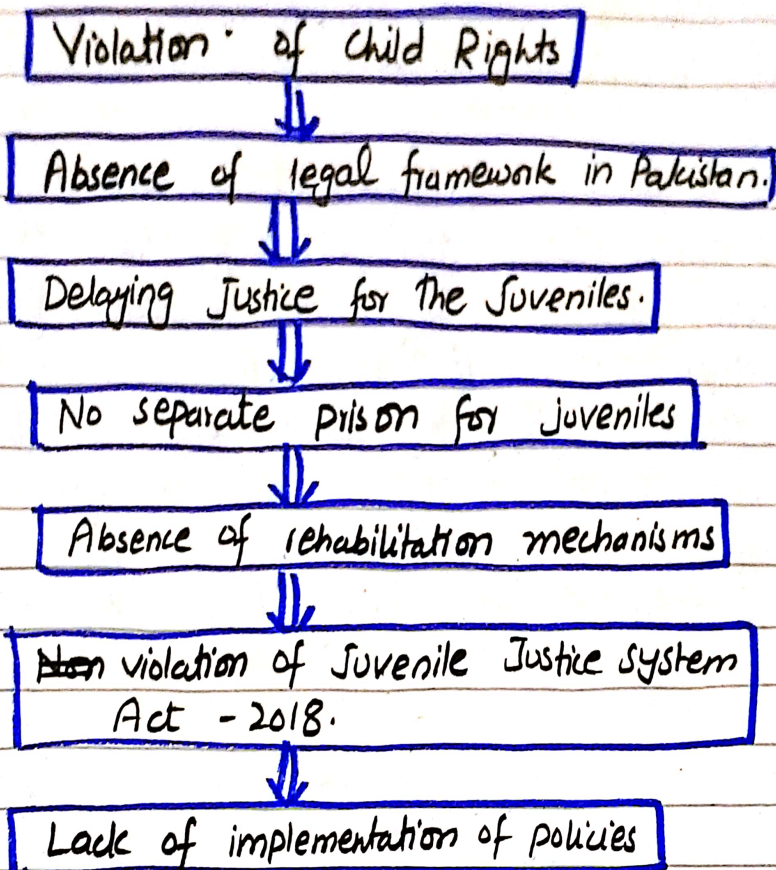 Violation of Child Rights
Absence of legal framework in Pakistan.
Delaying Justice for the Juveniles.
No separate prison for juveniles
Absence of rehabilitation mechanisms
Non violation of Juvenile Justice system
Act - 2018.
Lack of implementation of policies